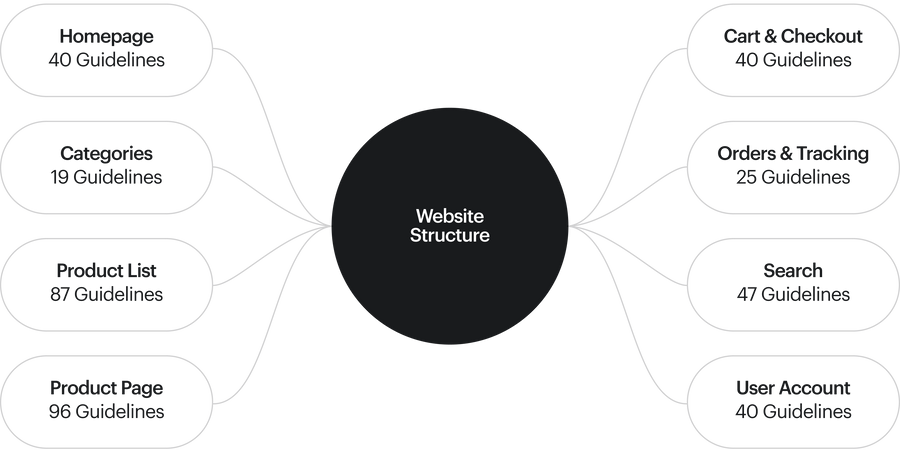 Homepage
40 Guidelines
Categories
19 Guidelines
Product List
87 Guidelines
Product Page
96 Guidelines
Website
Structure
Cart & Checkout
40 Guidelines
Orders & Tracking
25 Guidelines
Search
47 Guidelines
User Account
40 Guidelines